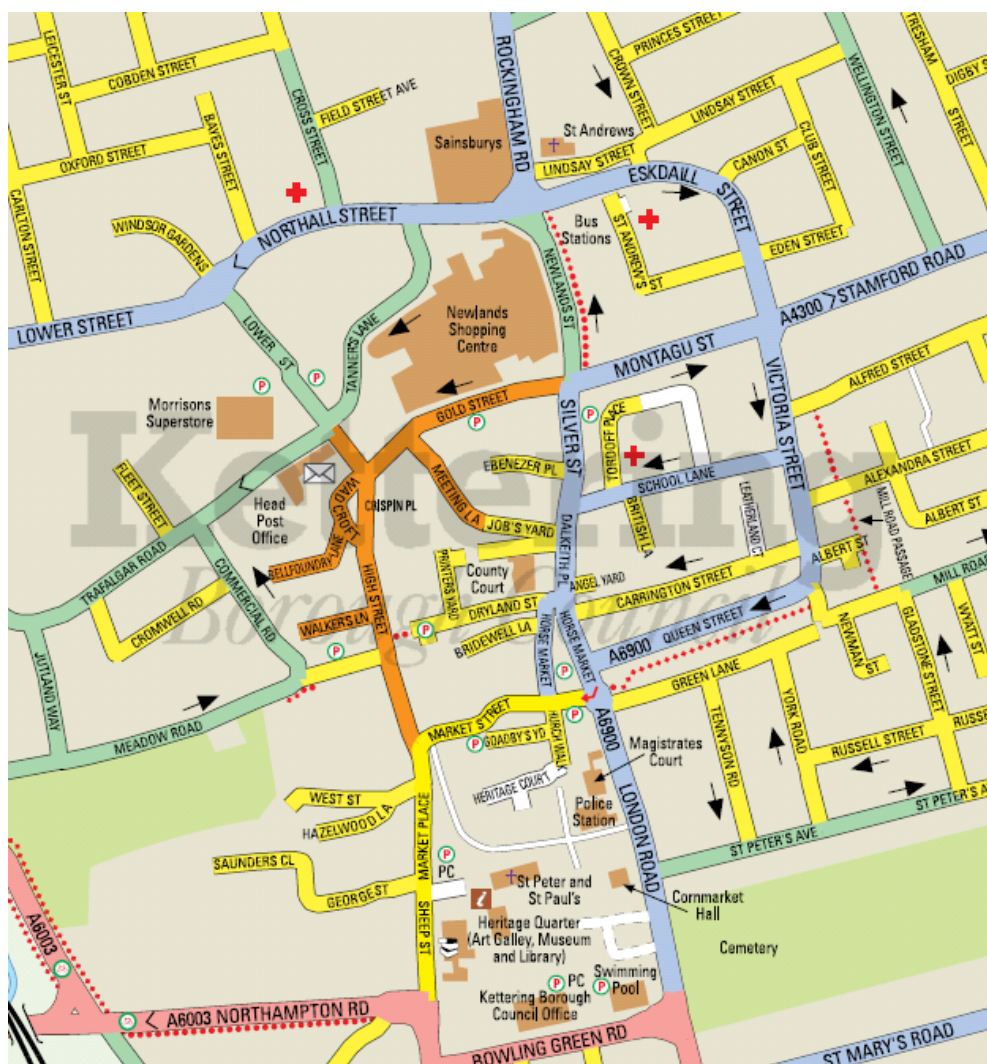 LEICESTER ST
COBDEN STREET
CROSS STREET
FIELD STREET AVE
BAYES STREET
OXFORD STREET
CARLTON STREET
WINDSOR GARDENS
ROCKINGHAM RD
PRINCES STREET
CROWN STREET
LINDSAY STREET
WELLINGTON STREET
TRESHAM
STREET
DIGBY
Sainsburys
St Andrews
LINDSAY STREET
CLUB STREET
CANON ST
ESKDAILL
STREET
NORTHALL STREET
Bus
Stations
ST ANDREW'S ST
EDEN STREET
LOWER STREET
LOWER ST
TANNERS LANE
Newlands
Shopping
Centre
NEWLANDS ST
A4300 >STAMFORD ROAD
MONTAGU ST
VICTORIA STREET
ALFRED STREET
P
P
Morrisons
Superstore
GOLD STREET
P
SILVER ST
P
TORDOFF PLACE
Kettering
Borough Council
FLEET STREET
Head
Post
Office
WAD CROFT
CRISPIN PL
MEETING LA
EBENEZER PL
SCHOOL LANE
ALEXANDRA STREET
ALBERT ST
MILL ROAD PASSAGE
LEATHERLAND CT
BRITISH LA
JOB'S YARD
DALKEITH PL
ALBERT ST
TRAFALGAR ROAD
COMMERCIAL RD
BELLFOUNDRY LANE
HIGH STREET
PRINTERS YARD
County
Court
ANGEL YARD
CARRINGTON STREET
MILL ROAD
CROMWELL RD
WALKERS LN
P
DRYLAND ST
BRIDEWELL LA
HORSE MARKET
HORSE MARKET
A6900 QUEEN STREET
NEWMAN ST
GLADSTONE STREET
WYATT ST
P
P
JUTLAND WAY
MEADOW ROAD
GREEN LANE
MARKET STREET
P
P
GOADBY'S YD
A6900
Magistrates
Court
TENNYSON RD
YORK ROAD
RUSSELL STREET
RUSSE
HERITAGE COURT
Police
Station
LONDON ROAD
WEST ST
HAZELWOOD LA
MARKET PLACE
ST PETER'S AVE
ST PETER'S A
SAUNDERS CL
GEORGE ST
P
PC
i
St Peter and
St Paul's
Cornmarket
Hall
SHEEP ST
Heritage Quarter
(Art Galley, Museum
and Library)
Cemetery
A6003
P
PC
P
Swimming
Pool
Kettering Borough
Council Office
< A6003 NORTHAMPTON RD
BOWLING GREEN RD
ST MARY'S ROAD